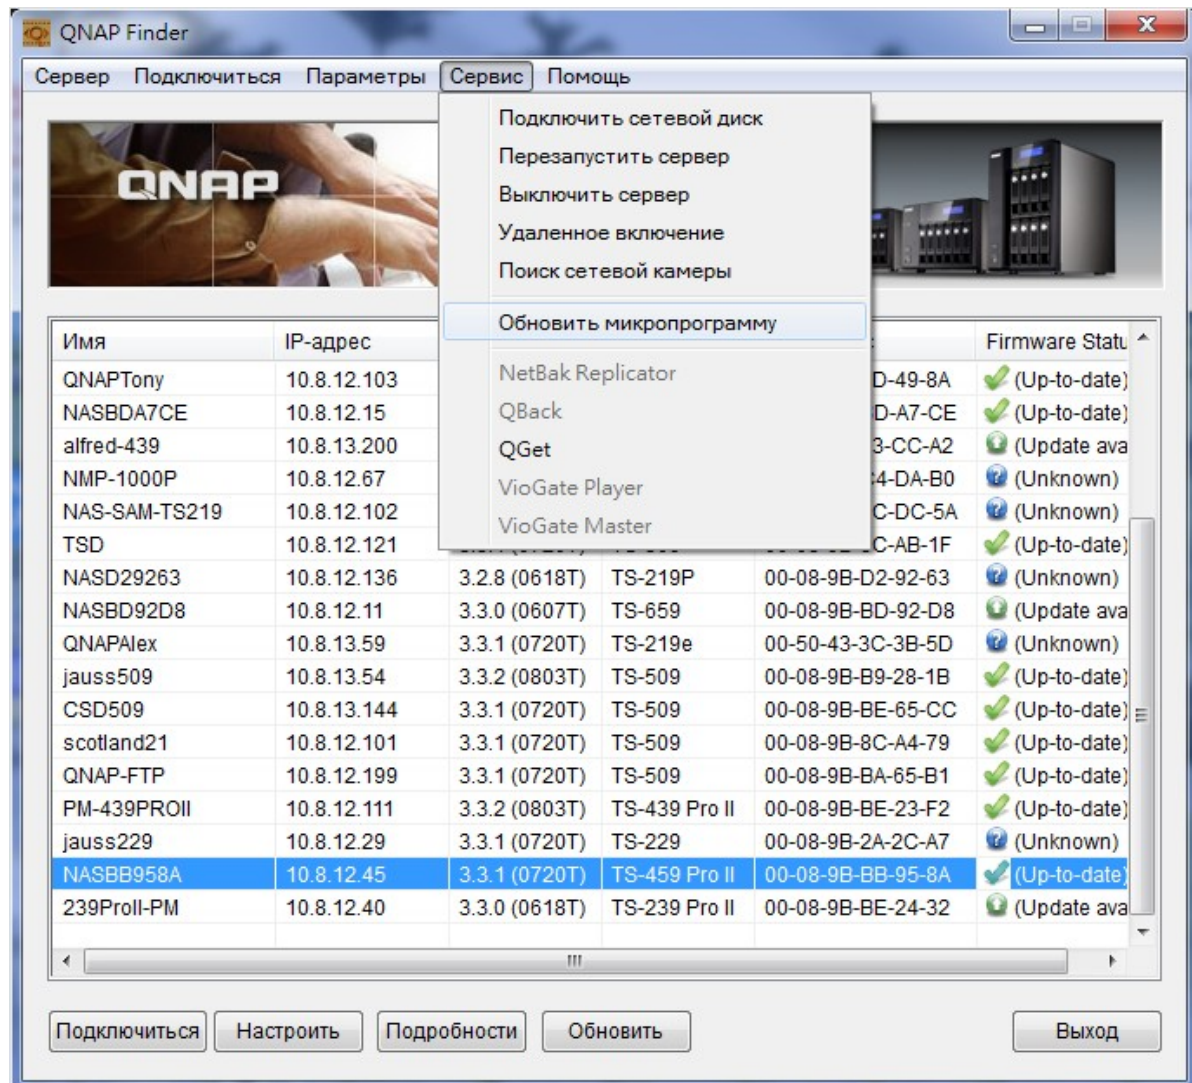 QNAP Finder
Сервер Подключиться Параметры Сервис Помощь
QNAP
Подключить сетевой диск
Перезапустить сервер
Выключить сервер
Удаленное включение
Поиск сетевой камеры
Обновить микропрограмму
NetBak Replicator
QBack
QGet
VioGate Player
VioGate Master
Имя IP-адрес Firmware Statu
QNAPTony 10.8.12.103 D-49-8A (Up-to-date)
NASBDA7CE 10.8.12.15 D-A7-CE (Up-to-date)
alfred-439 10.8.13.200 3-CC-A2 (Update ava
NMP-1000P 10.8.12.67 4-DA-B0 (Unknown)
NAS-SAM-TS219 10.8.12.102 C-DC-5A (Unknown)
TSD 10.8.12.121 C-AB-1F (Up-to-date)
NASD29263 10.8.12.136 3.2.8 (0618T) TS-219P 00-08-9B-D2-92-63 (Unknown)
NASBD92D8 10.8.12.11 3.3.0 (0607T) TS-659 00-08-9B-BD-92-D8 (Update ava
QNAPAlex 10.8.13.59 3.3.1 (0720T) TS-219e 00-50-43-3C-3B-5D (Unknown)
jauss509 10.8.13.54 3.3.2 (0803T) TS-509 00-08-9B-B9-28-1B (Up-to-date)
CSD509 10.8.13.144 3.3.1 (0720T) TS-509 00-08-9B-BE-65-CC (Up-to-date)
scotland21 10.8.12.101 3.3.1 (0720T) TS-509 00-08-9B-8C-A4-79 (Up-to-date)
QNAP-FTP 10.8.12.199 3.3.1 (0720T) TS-509 00-08-9B-BA-65-B1 (Up-to-date)
PM-439PROII 10.8.12.111 3.3.2 (0803T) TS-439 Pro II 00-08-9B-BE-23-F2 (Up-to-date)
jauss229 10.8.12.29 3.3.1 (0720T) TS-229 00-08-9B-2A-2C-A7 (Unknown)
NASBB958A 10.8.12.45 3.3.1 (0720T) TS-459 Pro II 00-08-9B-BB-95-8A (Up-to-date)
239ProII-PM 10.8.12.40 3.3.0 (0618T) TS-239 Pro II 00-08-9B-BE-24-32 (Update ava
Подключиться Настроить Подробности Обновить Выход